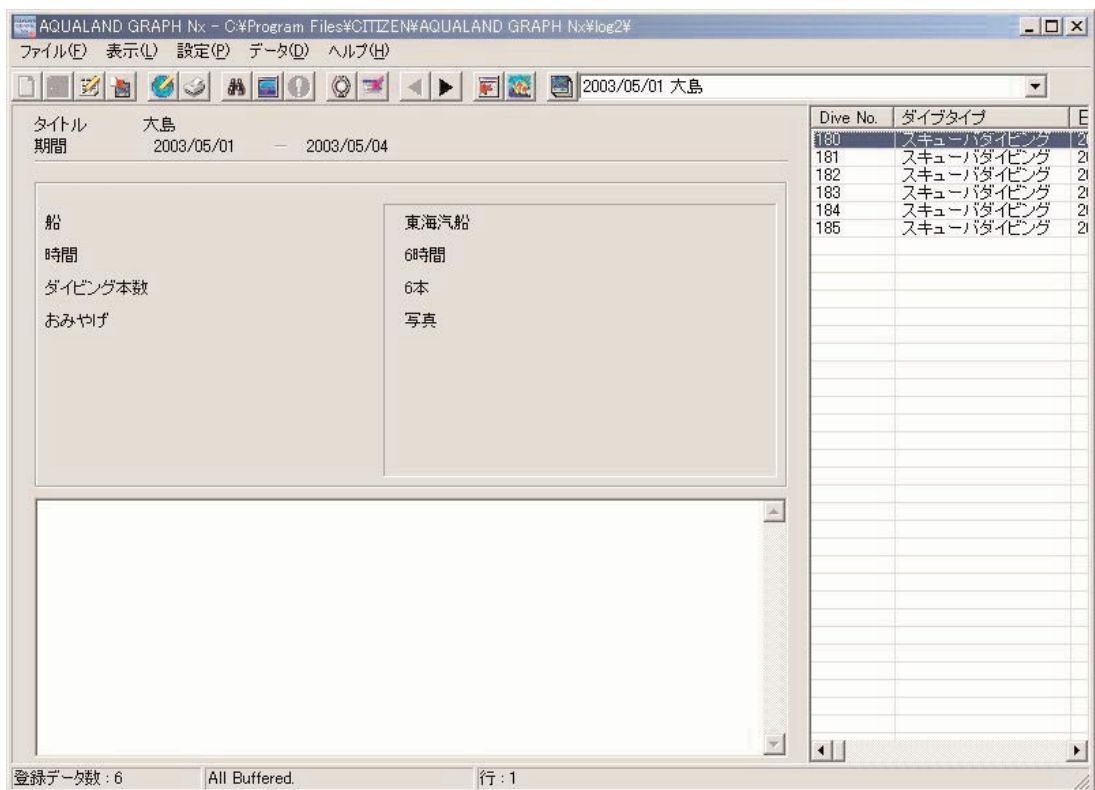 AQUALAND GRAPH Nx - C:¥Program Files¥CITIZEN¥AQUALAND GRAPH Nx¥log2¥
ファイル(F) 表示(L) 設定(P) データ(D) ヘルプ(H)
2003/05/01 大島
タイトル 大島
期間 2003/05/01 － 2003/05/04
船 東海汽船
時間 6時間
ダイビング本数 6本
おみやげ 写真
Dive No. ダイブタイプ E
180 スキューバダイビング 20
181 スキューバダイビング 20
182 スキューバダイビング 20
183 スキューバダイビング 20
184 スキューバダイビング 20
185 スキューバダイビング 20
登録データ数 : 6 All Buffered. 行 : 1